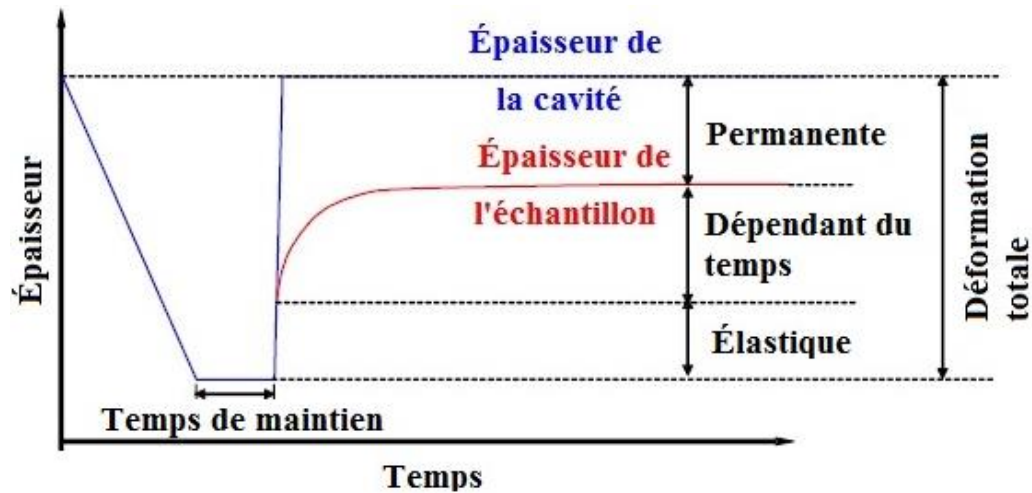 Épaisseur de
la cavité
Épaisseur de
l'échantillon
Permanente
Dépendant du
temps
Élastique
Déformation
totale
Épaisseur
Temps de maintien
Temps